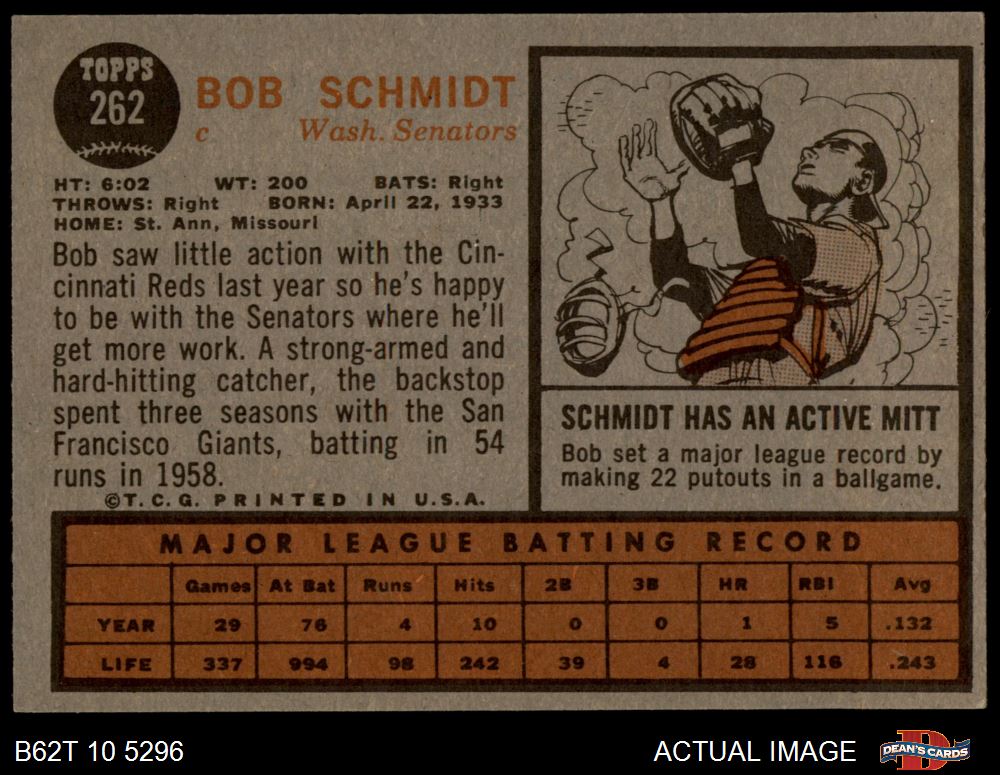 TOPPS
262
BOB SCHMIDT
c Wash. Senators
HT: 6:02 WT: 200 BATS: Right
THROWS: Right BORN: April 22, 1933
HOME: St. Ann, Missouri
Bob saw little action with the Cin-
cinnati Reds last year so he's happy
to be with the Senators where he'll
get more work. A strong-armed and
hard-hitting catcher, the backstop
spent three seasons with the San
Francisco Giants, batting in 54
runs in 1958.
©T.C.G. PRINTED IN U.S.A.
SCHMIDT HAS AN ACTIVE MITT
Bob set a major league record by
making 22 putouts in a ballgame.
MAJOR LEAGUE BATTING RECORD
Games At Bat Runs Hits 2B 3B HR RBI Avg
YEAR 29 76 4 10 0 0 1 5 .132
LIFE 337 994 98 242 39 4 28 116 .243
B62T 10 5296 ACTUAL IMAGE D DEAN'S CARDS